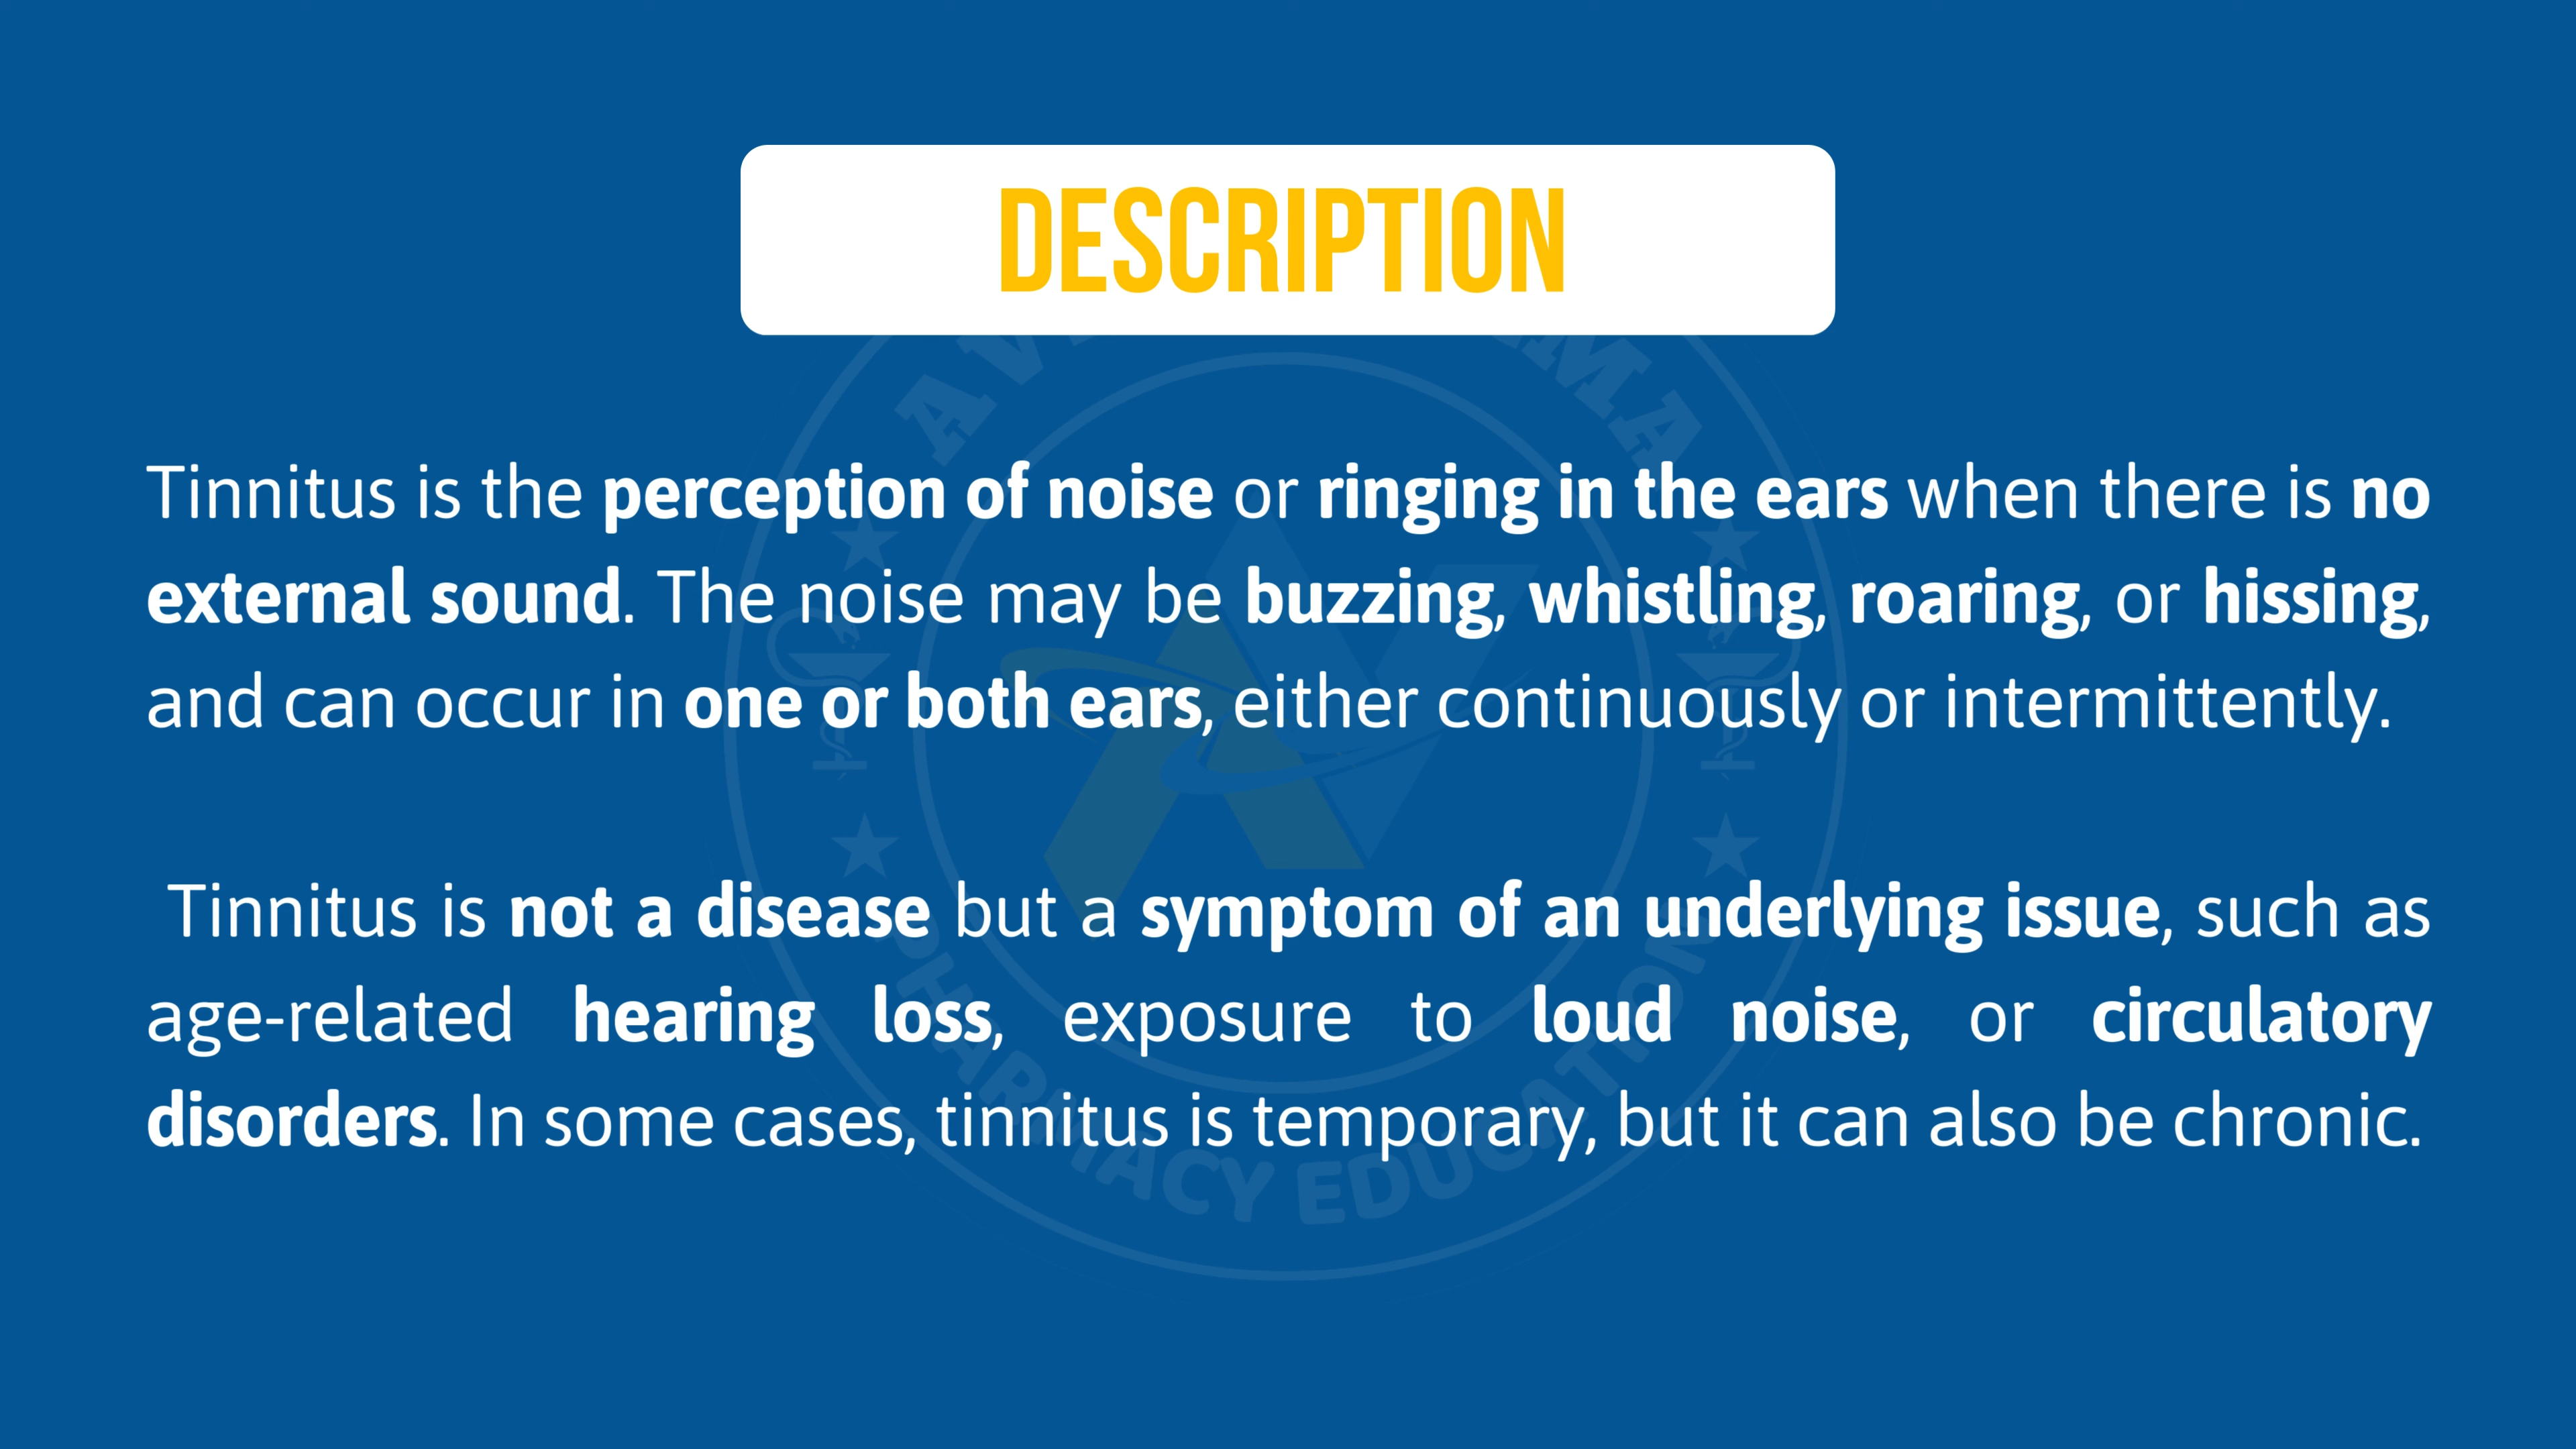 DESCRIPTION
Tinnitus is the perception of noise or ringing in the ears when there is no
external sound. The noise may be buzzing, whistling, roaring, or hissing,
and can occur in one or both ears, either continuously or intermittently.
Tinnitus is not a disease but a symptom of an underlying issue, such as
age-related hearing loss, exposure to loud noise, or circulatory
disorders. In some cases, tinnitus is temporary, but it can also be chronic.
PHARMACY EDUCATION